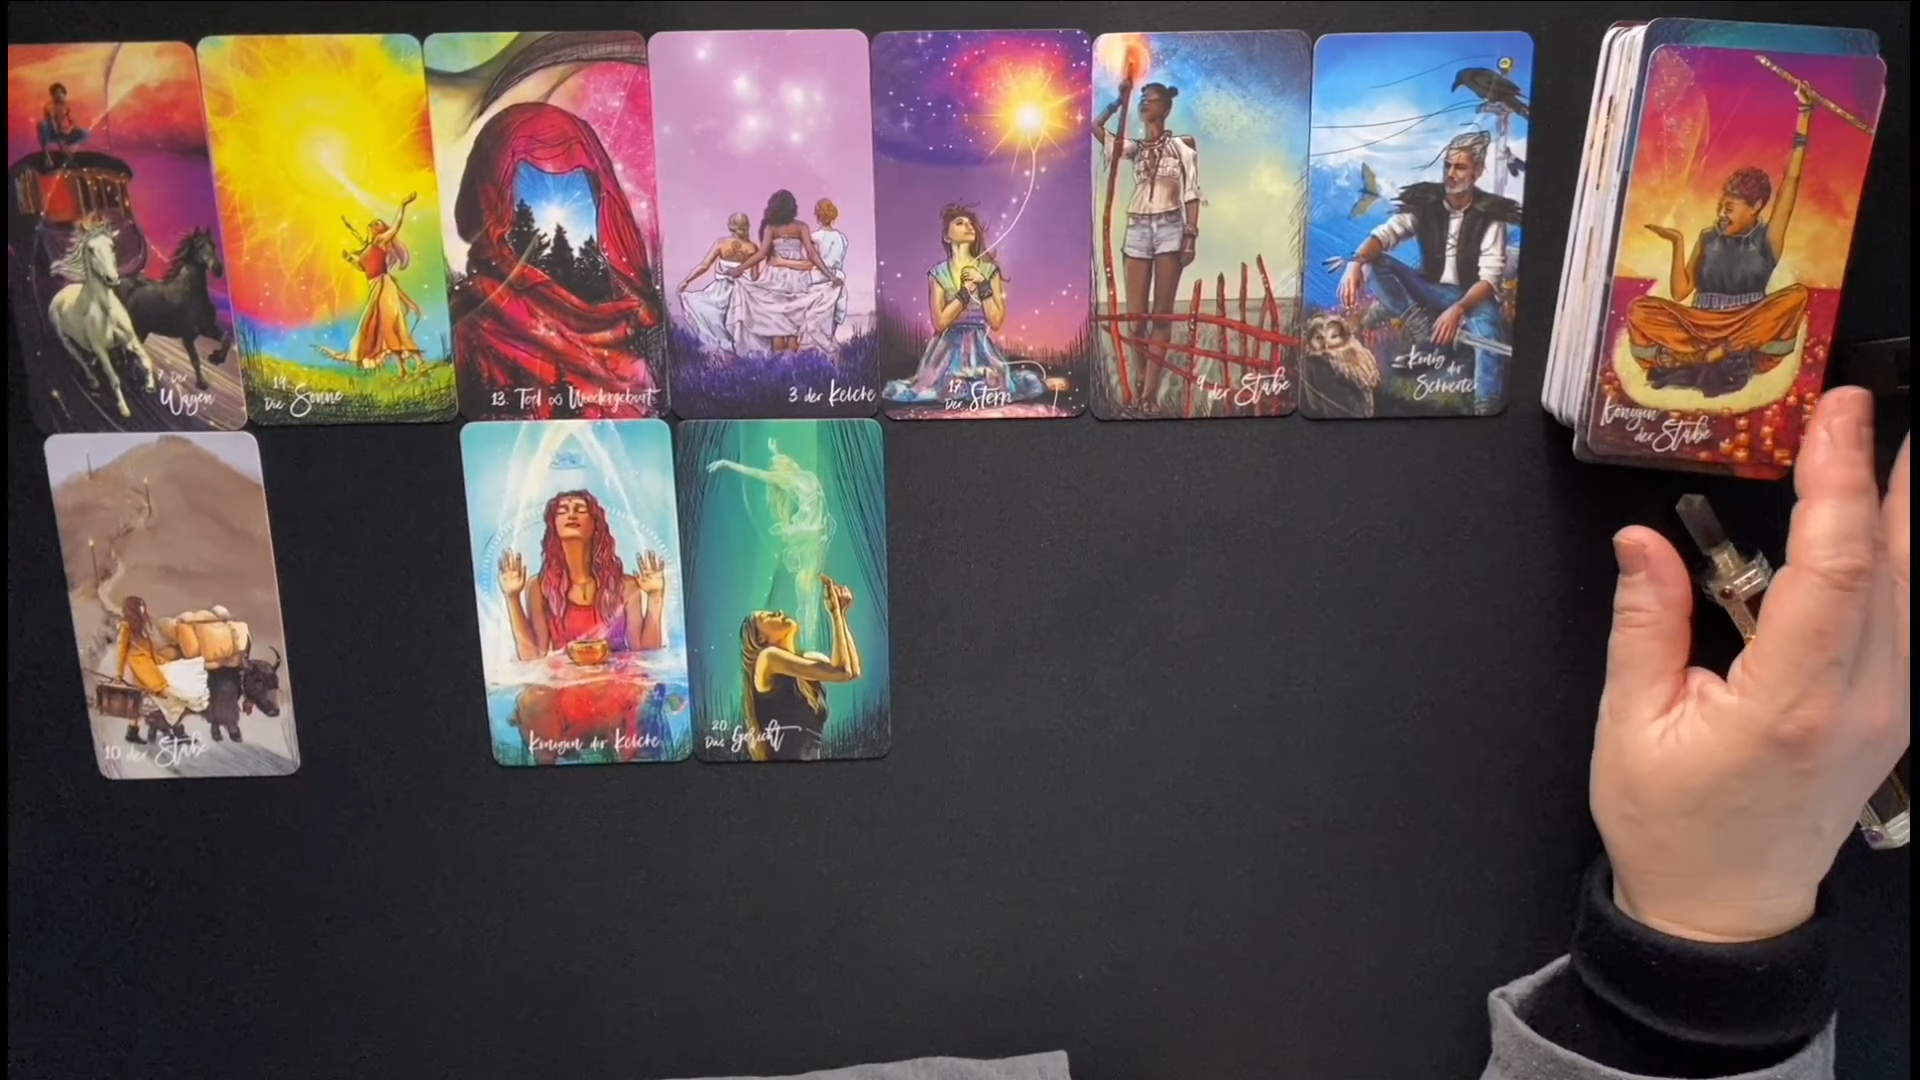 7. Der
Wagen
19.
Die Sonne
13. Tod ∞ Wiedergeburt
3 der Kelche
17.
Der Stern
9 der Stäbe
König
der
Schwerter
Königin
der Stäbe
10 der Stäbe
Königin der Kelche
20.
Das Gericht